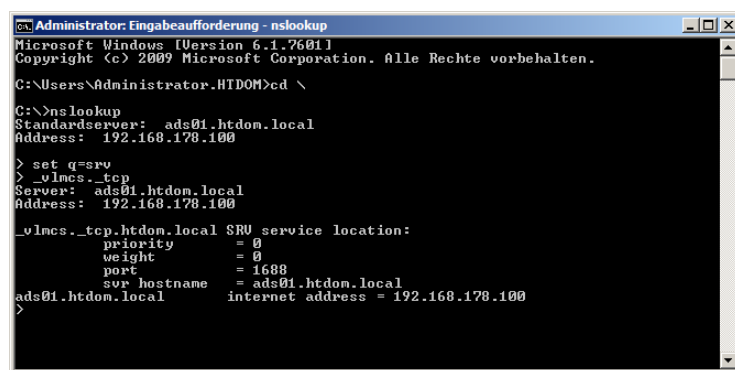 Administrator: Eingabeaufforderung - nslookup
Microsoft Windows [Version 6.1.7601]
Copyright (c) 2009 Microsoft Corporation. Alle Rechte vorbehalten.
C:\Users\Administrator.HTDOM>cd \
C:\>nslookup
Standardserver:  ads01.htdom.local
Address:  192.168.178.100
> set q=srv
> _vlmcs._tcp
Server:  ads01.htdom.local
Address:  192.168.178.100
_vlmcs._tcp.htdom.local SRV service location:
priority       = 0
weight         = 0
port           = 1688
svr hostname   = ads01.htdom.local
ads01.htdom.local       internet address = 192.168.178.100
>